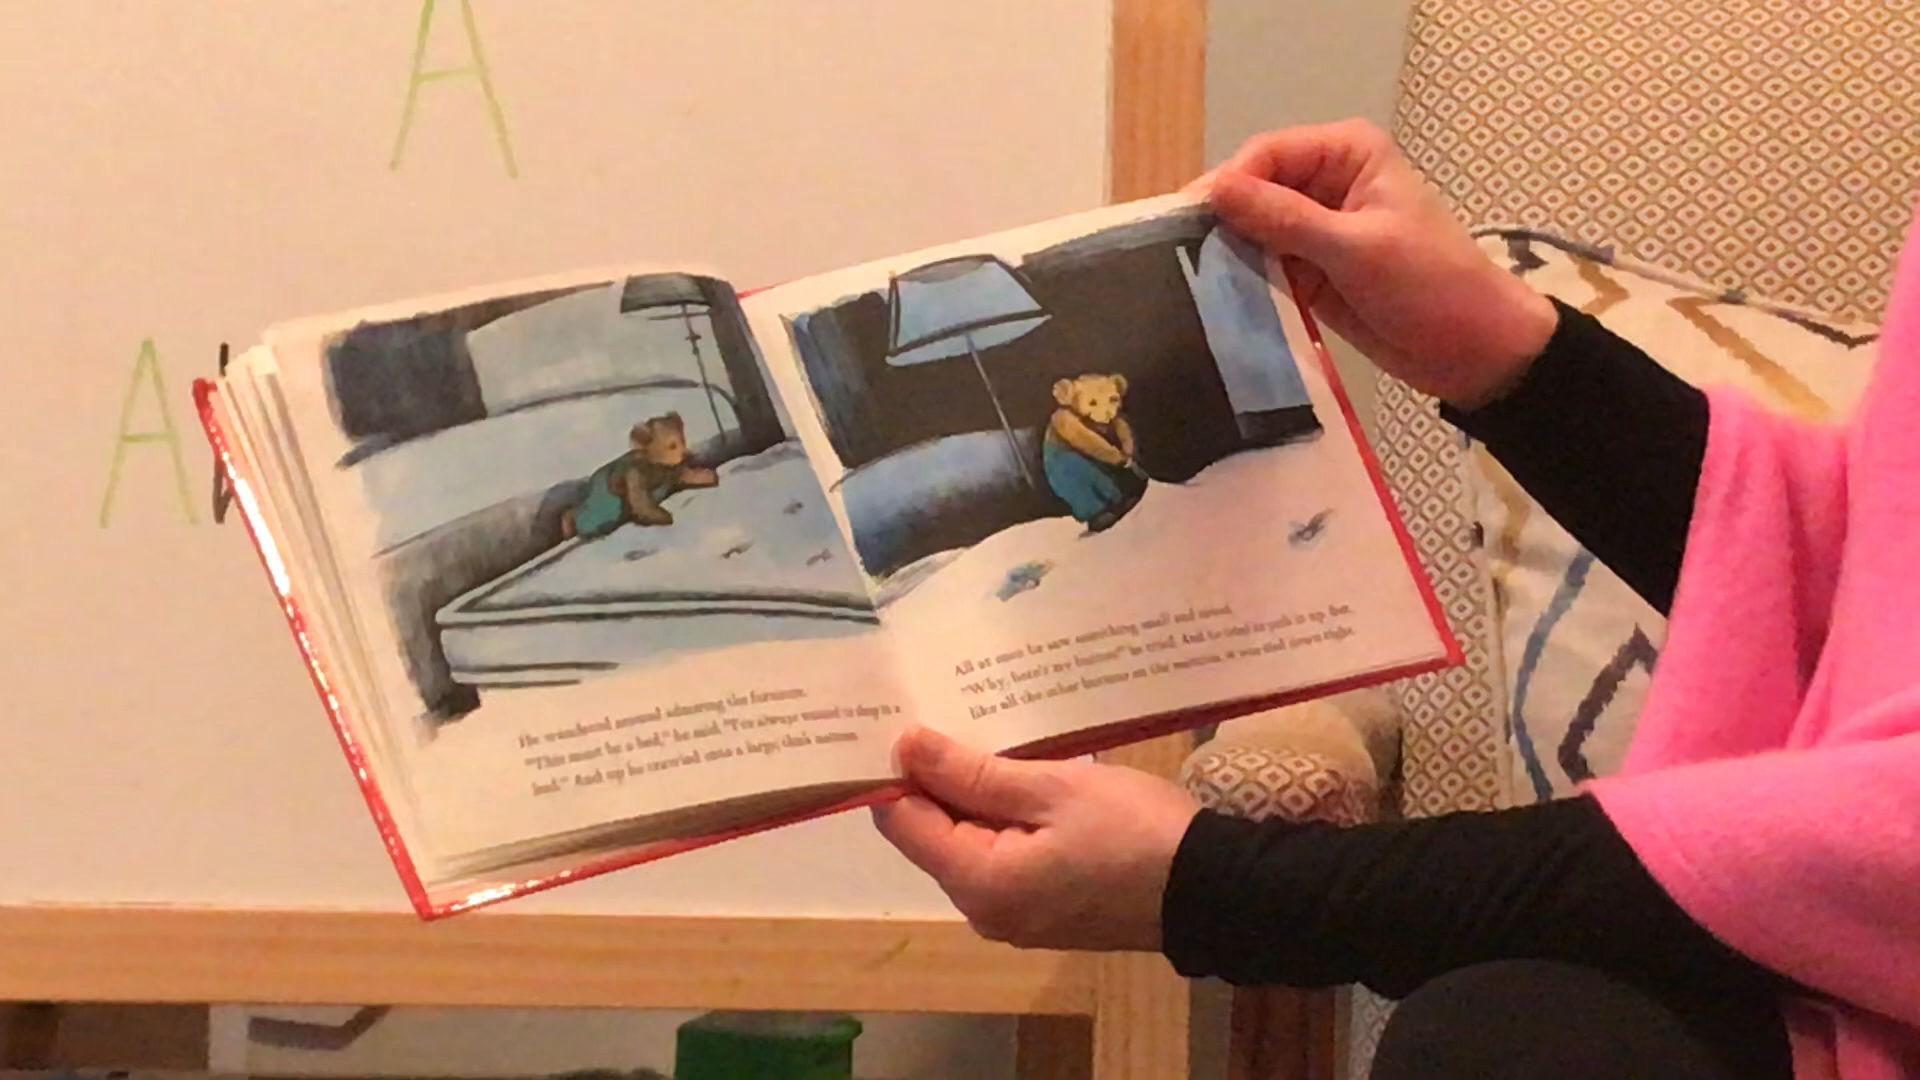 A
A
He wandered around admiring the furniture.
"This must be a bed," he said. "I've always wanted to sleep in a
bed." And up he crawled onto a large, thick mattress.
All at once he saw something small and round.
"Why, here's my button!" he cried. And he tried to pick it up. But,
like all the other buttons on the mattress, it was tied down tight.